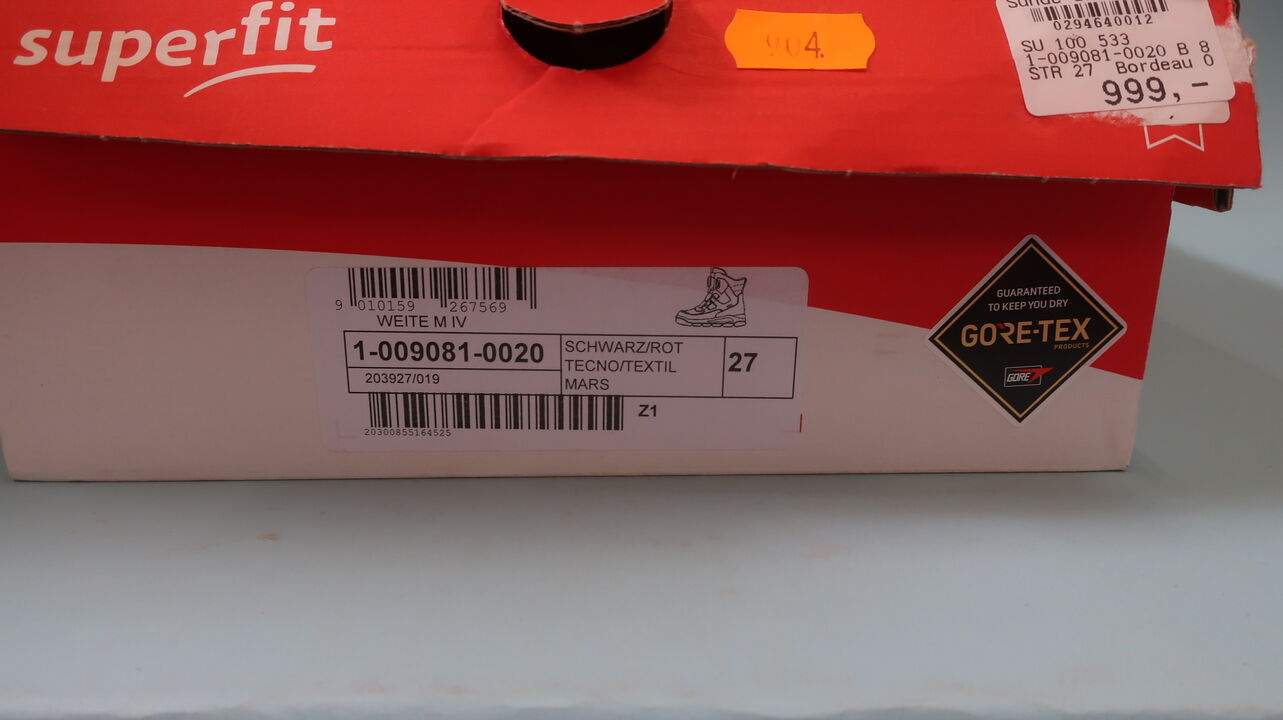 superfit
904.
0294640012
SU 100 533
1-009081-0020 B 8
STR 27 Bordeau 0
999,-
9 010159 267569
WEITE M IV
1-009081-0020
203927/019
SCHWARZ/ROT
TECNO/TEXTIL
MARS
27
20300855164525
Z1
GUARANTEED
TO KEEP YOU DRY
GORE-TEX
PRODUCTS
GORE